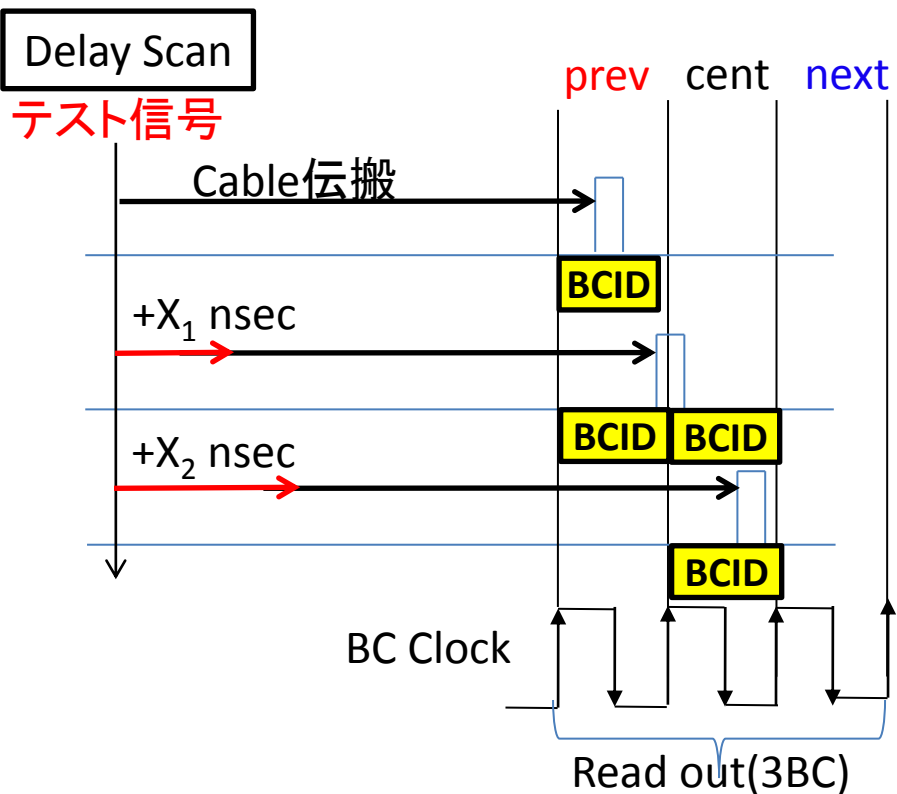 Delay Scan
prev cent next
テスト信号
Cable伝搬
BCID
+X₁ nsec
BCID BCID
+X₂ nsec
BCID
BC Clock
Read out(3BC)